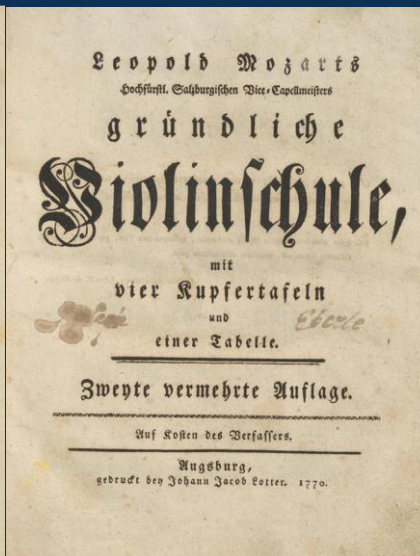 Leopold Mozarts
Hochfürstl. Salzburgischen Vice-Capellmeisters
gründliche
Violinschule,
mit
vier Kupfertafeln
und
Eberle
einer Tabelle.
Zweyte vermehrte Auflage.
Auf Kosten des Verfassers.
Augsburg,
gedruckt bey Johann Jacob Lotter. 1770.